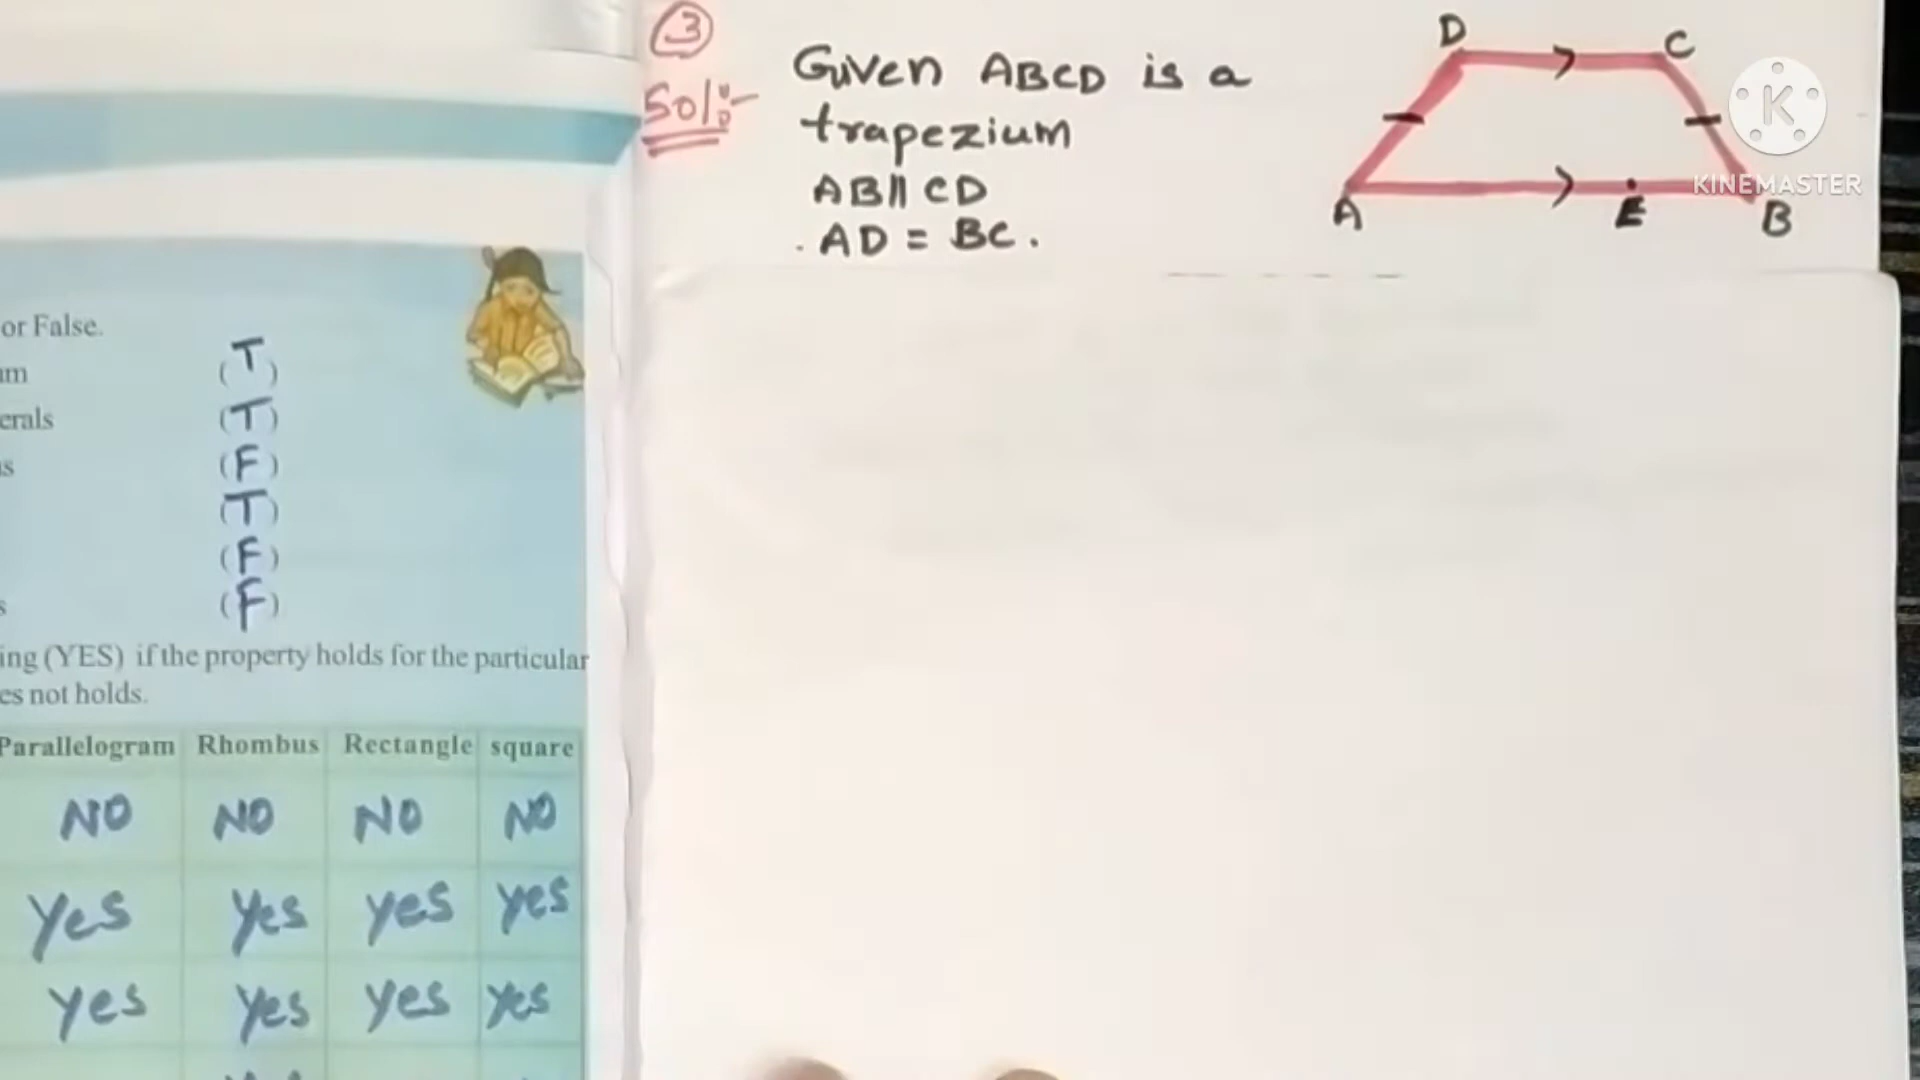 or False.
(T)
um
(T)
erals
(F)
s
(T)
(F)
s
(F)
ing (YES) if the property holds for the particular
es not holds.
Parallelogram Rhombus Rectangle square
NO NO NO NO
Yes Yes Yes Yes
Yes Yes Yes Yes
3
Sol:-
Given ABCD is a
trapezium
AB || CD
. AD = BC.
D C
A E B
K
KINEMASTER